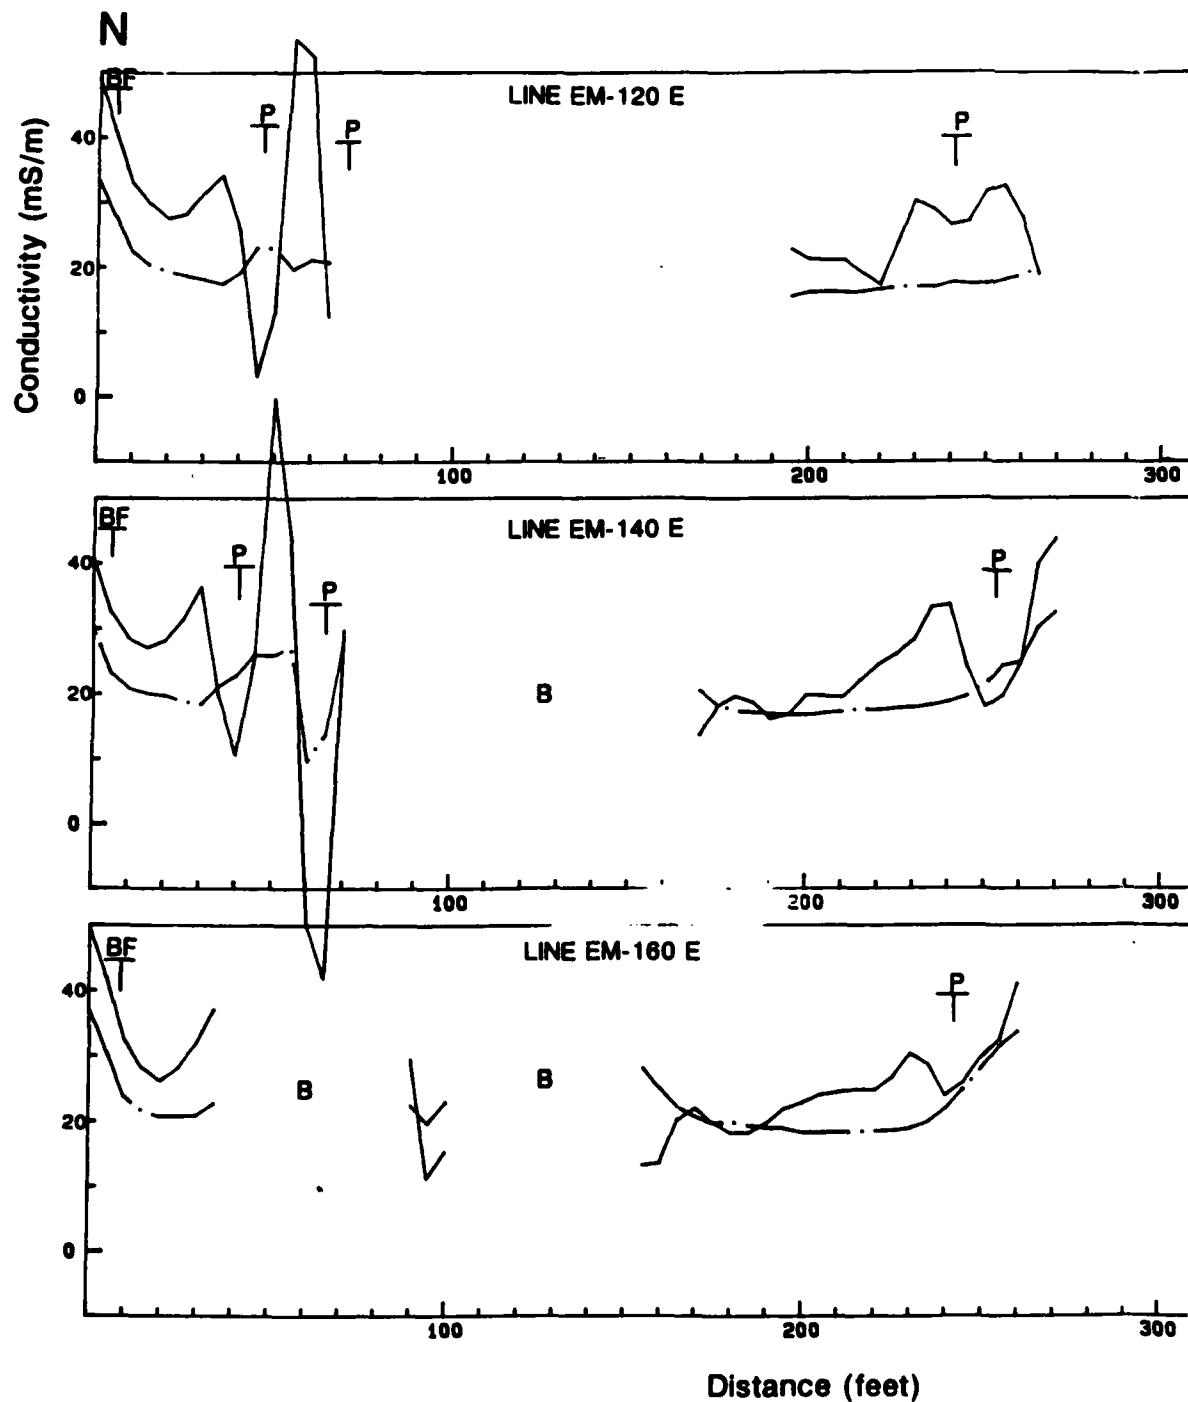 N
BF
LINE EM-120 E
P
P
P
40
20
0
100
200
300
Conductivity (mS/m)
BF
LINE EM-140 E
P
P
P
40
20
B
0
100
200
300
BF
LINE EM-160 E
P
40
B
B
20
0
100
200
300
Distance (feet)